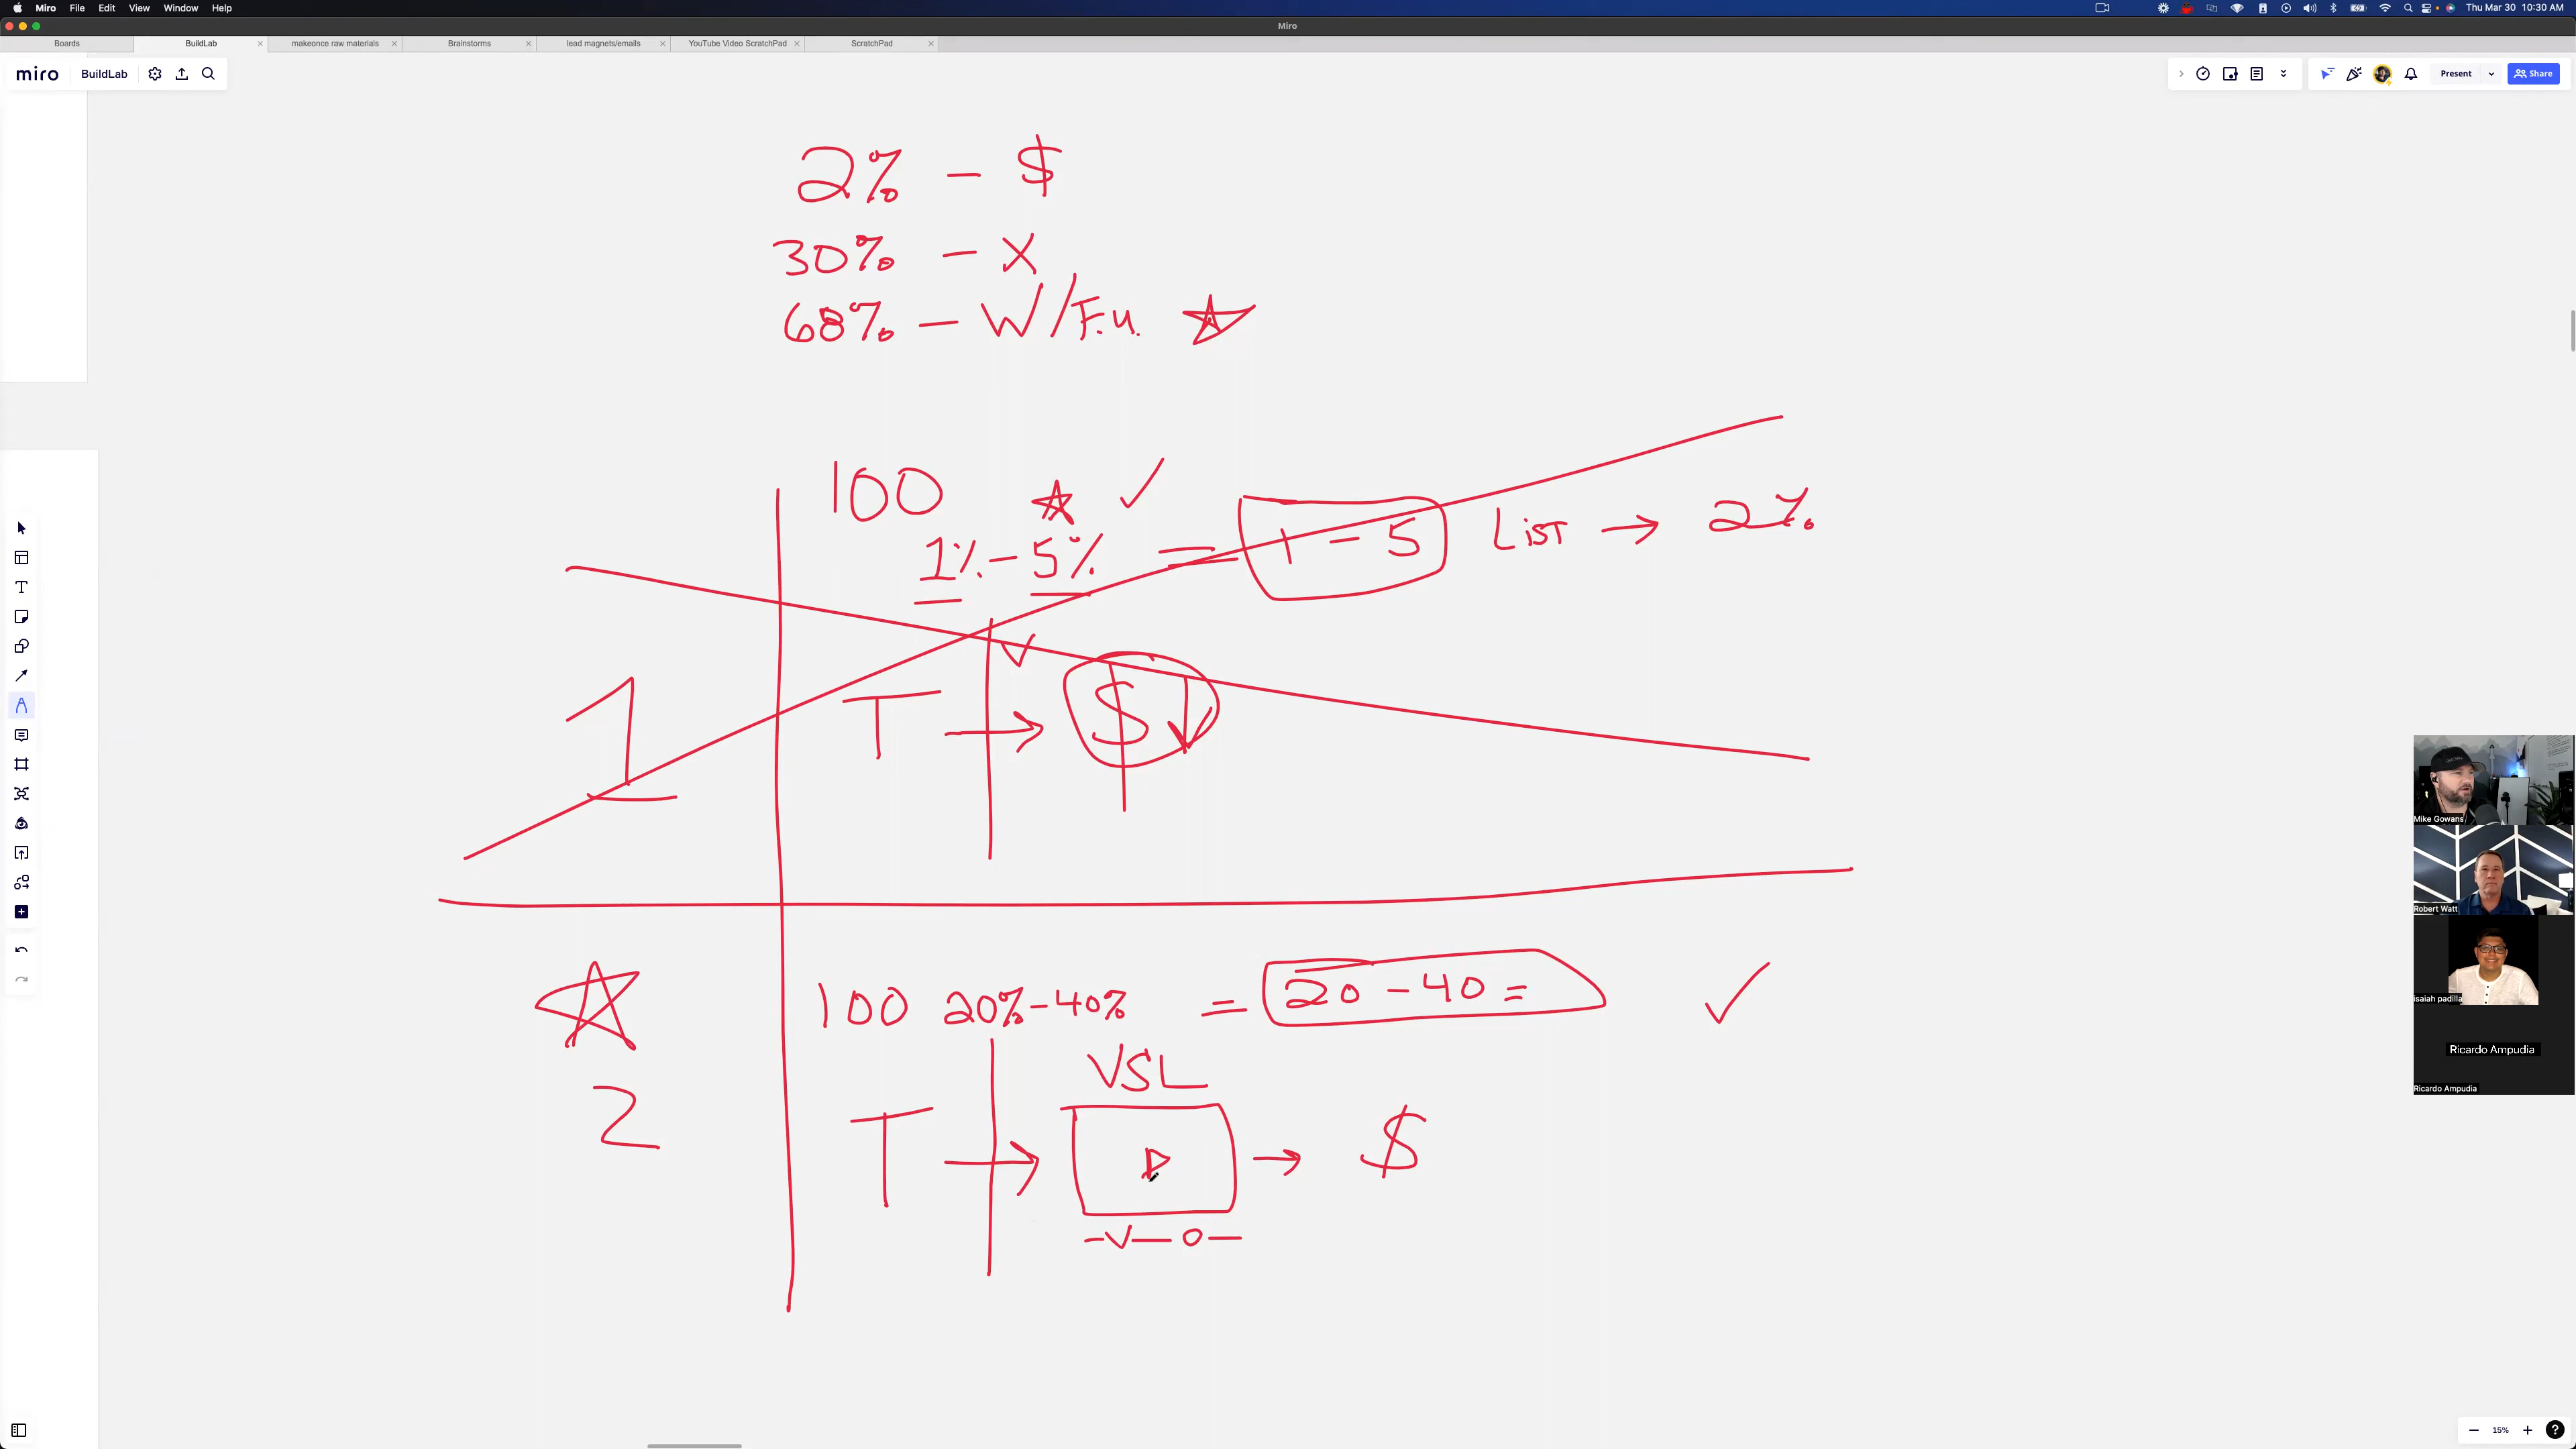 Miro File Edit View Window Help
Thu Mar 30 10:30 AM
Miro
Boards
BuildLab
makeonce raw materials
Brainstorms
lead magnets/emails
YouTube Video ScratchPad
ScratchPad
miro BuildLab
Present
Share
2% - $
30% - X
68% - W/F.u.
100
1% - 5% = 1 - 5 LIST → 2%
1
T → $ ↓
100 20% - 40% = 20 - 40 =
VSL
2
T → → $
- V - O -
Mike Gowans
Robert Watt
isaiah padilla
Ricardo Ampudia
Ricardo Ampudia
15%